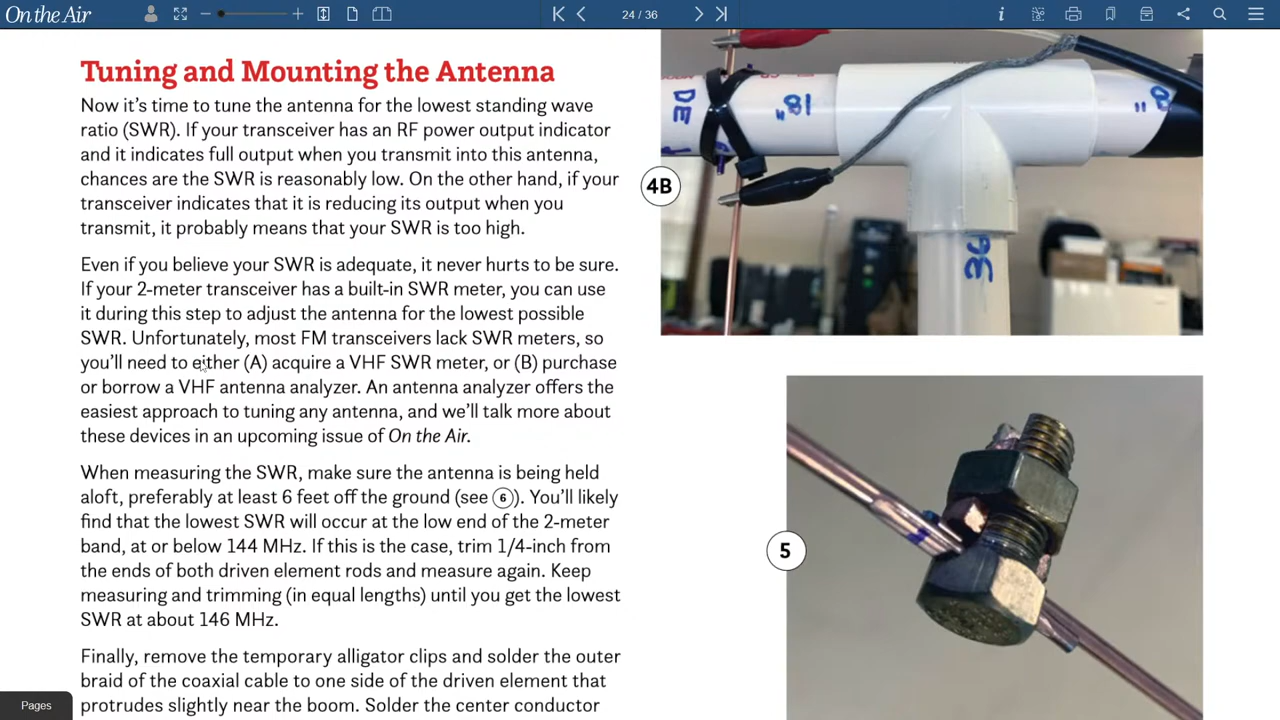 On the Air
24 / 36
Tuning and Mounting the Antenna
Now it's time to tune the antenna for the lowest standing wave
ratio (SWR). If your transceiver has an RF power output indicator
and it indicates full output when you transmit into this antenna,
chances are the SWR is reasonably low. On the other hand, if your
transceiver indicates that it is reducing its output when you
transmit, it probably means that your SWR is too high.
Even if you believe your SWR is adequate, it never hurts to be sure.
If your 2-meter transceiver has a built-in SWR meter, you can use
it during this step to adjust the antenna for the lowest possible
SWR. Unfortunately, most FM transceivers lack SWR meters, so
you'll need to either (A) acquire a VHF SWR meter, or (B) purchase
or borrow a VHF antenna analyzer. An antenna analyzer offers the
easiest approach to tuning any antenna, and we'll talk more about
these devices in an upcoming issue of On the Air.
When measuring the SWR, make sure the antenna is being held
aloft, preferably at least 6 feet off the ground (see 6). You'll likely
find that the lowest SWR will occur at the low end of the 2-meter
band, at or below 144 MHz. If this is the case, trim 1/4-inch from
the ends of both driven element rods and measure again. Keep
measuring and trimming (in equal lengths) until you get the lowest
SWR at about 146 MHz.
Finally, remove the temporary alligator clips and solder the outer
braid of the coaxial cable to one side of the driven element that
protrudes slightly near the boom. Solder the center conductor
4B
DE
18"
8"
36
5
Pages